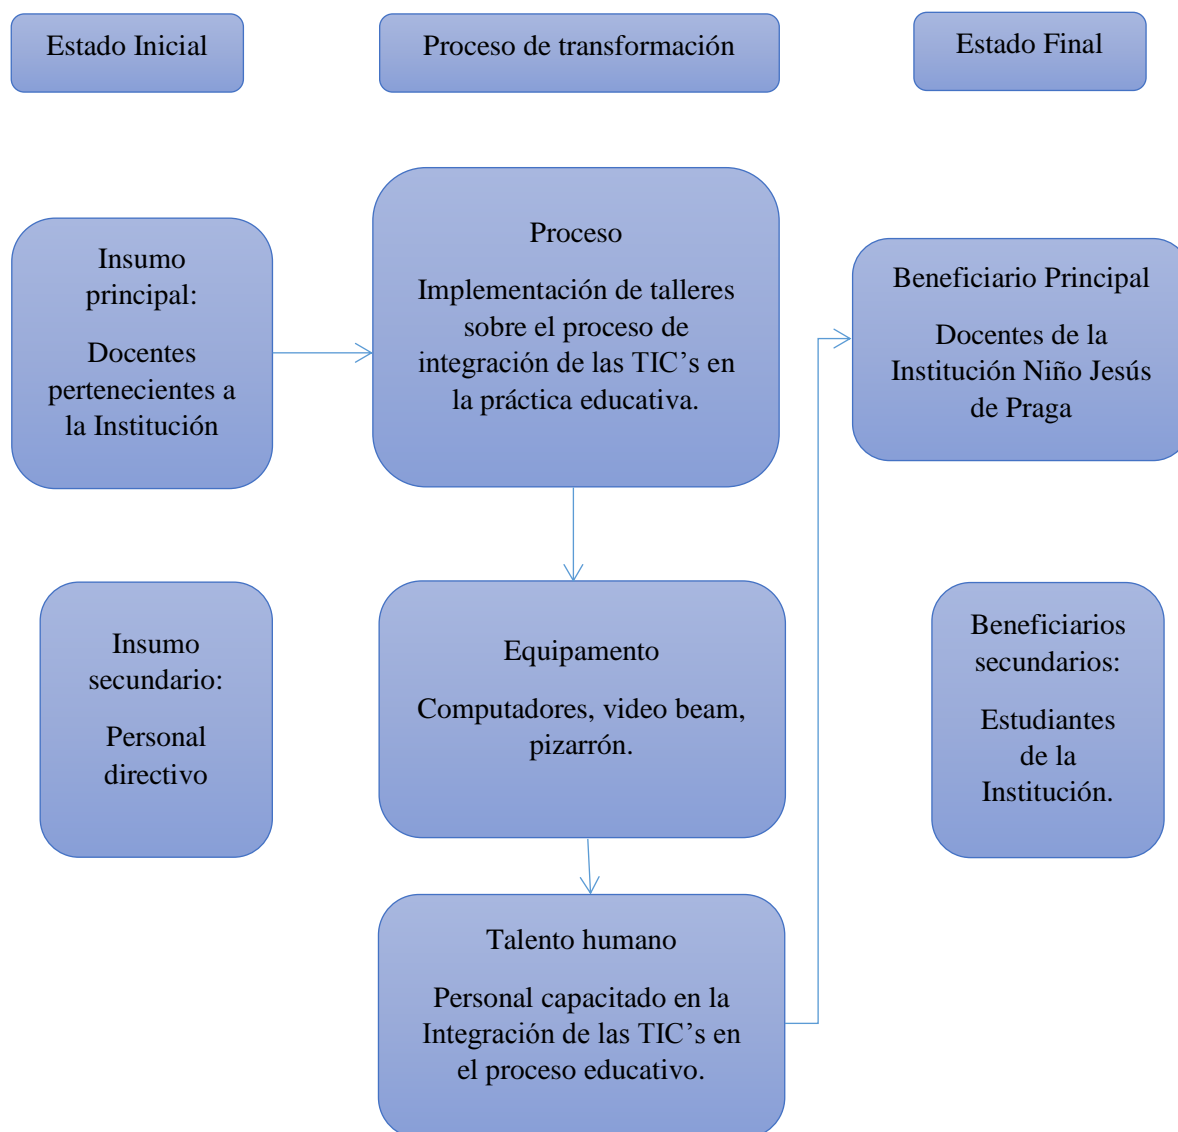 Estado Inicial
Proceso de transformación
Estado Final
Insumo
principal:
Docentes
pertenecientes a
la Institución
Proceso
Implementación de talleres
sobre el proceso de
integración de las TIC’s en
la práctica educativa.
Beneficiario Principal
Docentes de la
Institución Niño Jesús
de Praga
Insumo
secundario:
Personal
directivo
Equipamento
Computadores, video beam,
pizarrón.
Beneficiarios
secundarios:
Estudiantes
de la
Institución.
Talento humano
Personal capacitado en la
Integración de las TIC’s en
el proceso educativo.